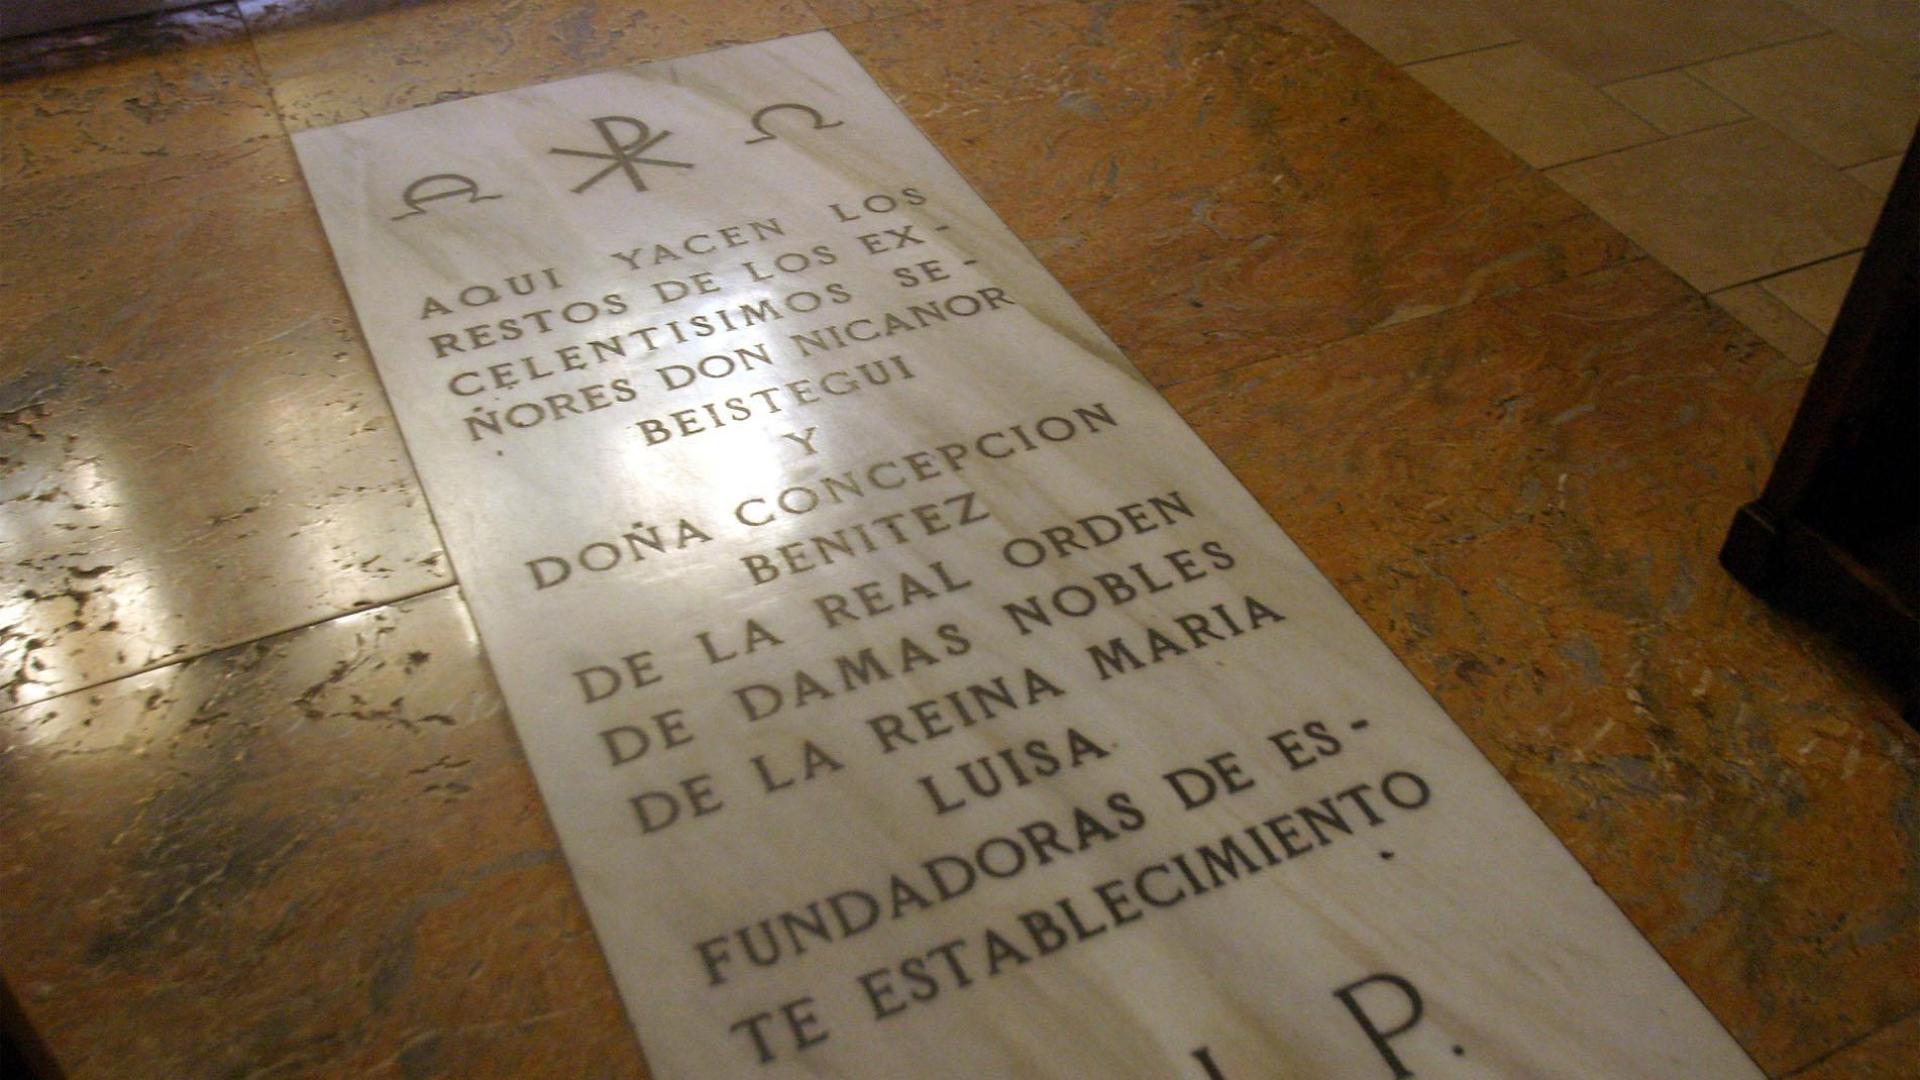 Α ☧ Ω
AQUI YACEN LOS
RESTOS DE LOS EX-
CELENTISIMOS SE-
ÑORES DON NICANOR
BEISTEGUI
Y
DOÑA CONCEPCION
BENITEZ
DE LA REAL ORDEN
DE DAMAS NOBLES
DE LA REINA MARIA
LUISA
FUNDADORAS DE ES-
TE ESTABLECIMIENTO
P.